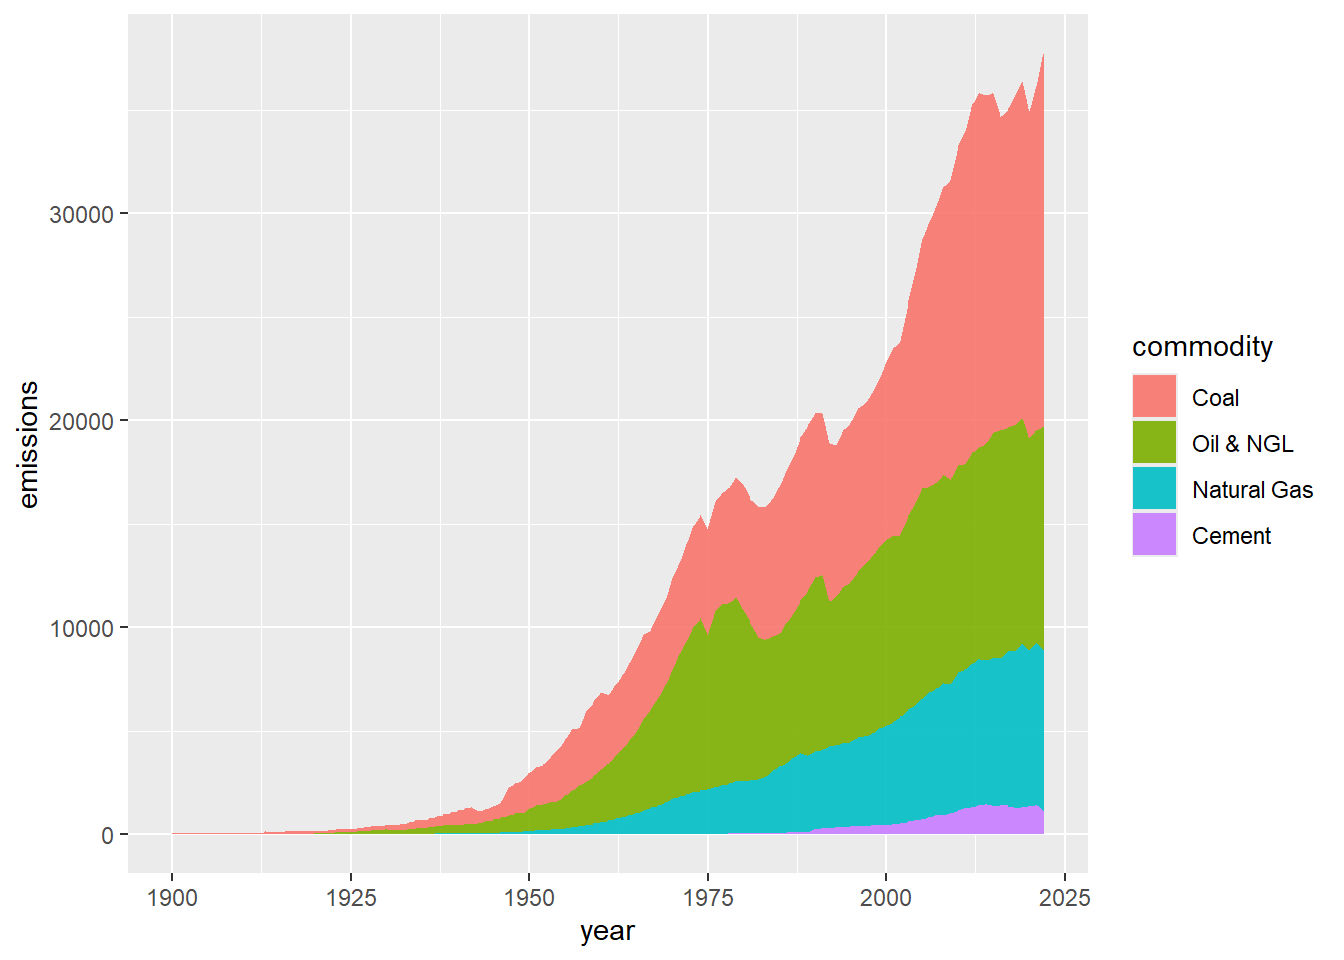 30000
20000
10000
0
emissions
1900 1925 1950 1975 2000 2025
year
commodity
Coal
Oil & NGL
Natural Gas
Cement